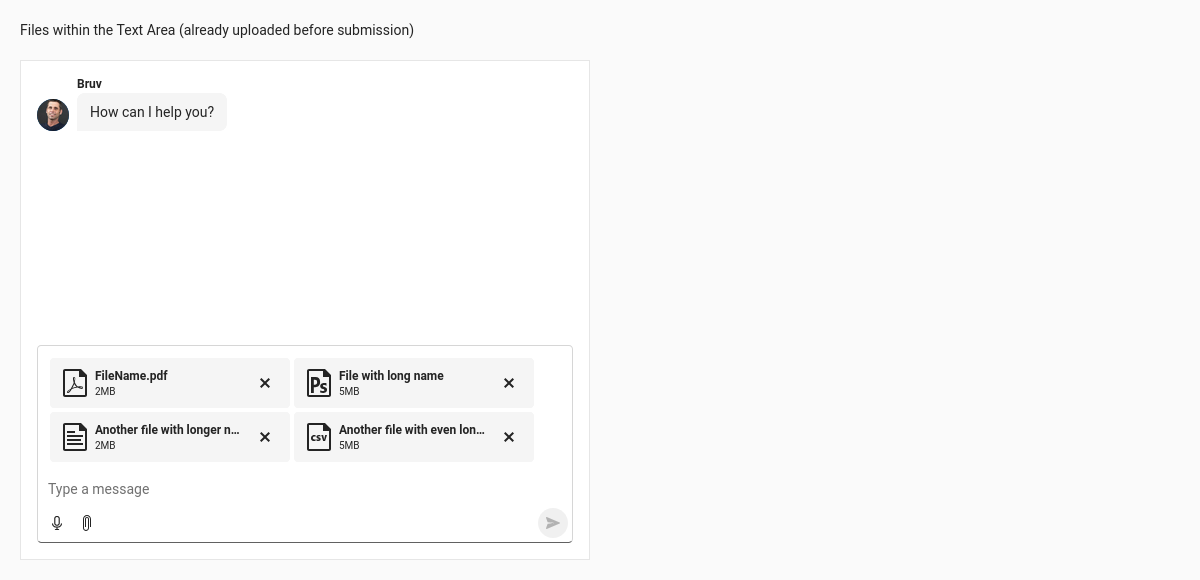 Files within the Text Area (already uploaded before submission)
Bruv
How can I help you?
FileName.pdf
2MB
Ps
File with long name
5MB
Another file with longer n...
2MB
csv
Another file with even lon...
5MB
Type a message